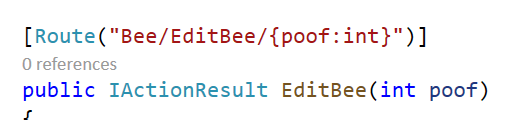 [Route("Bee/EditBee/{poof:int}")]
0 references
public IActionResult EditBee(int poof)
{